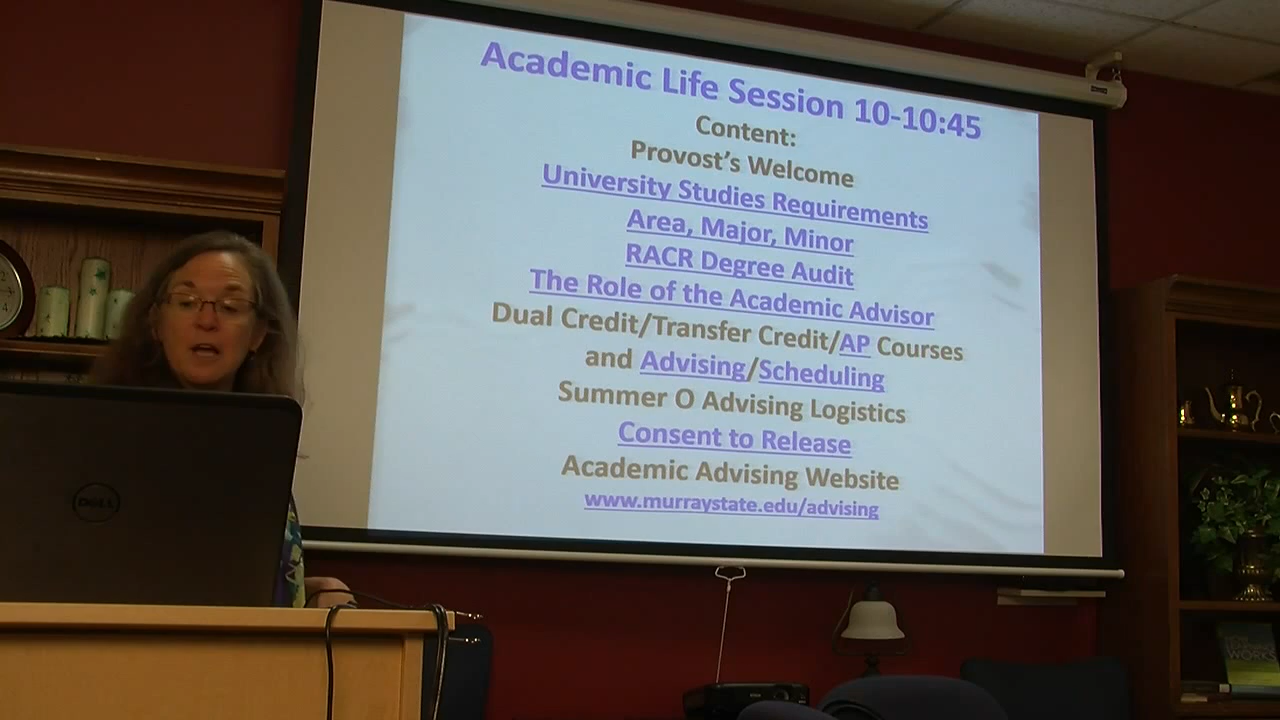 Academic Life Session 10-10:45
Content:
Provost's Welcome
University Studies Requirements
Area, Major, Minor
RACR Degree Audit
The Role of the Academic Advisor
Dual Credit/Transfer Credit/AP Courses
and Advising/Scheduling
Summer O Advising Logistics
Consent to Release
Academic Advising Website
www.murraystate.edu/advising
DELL